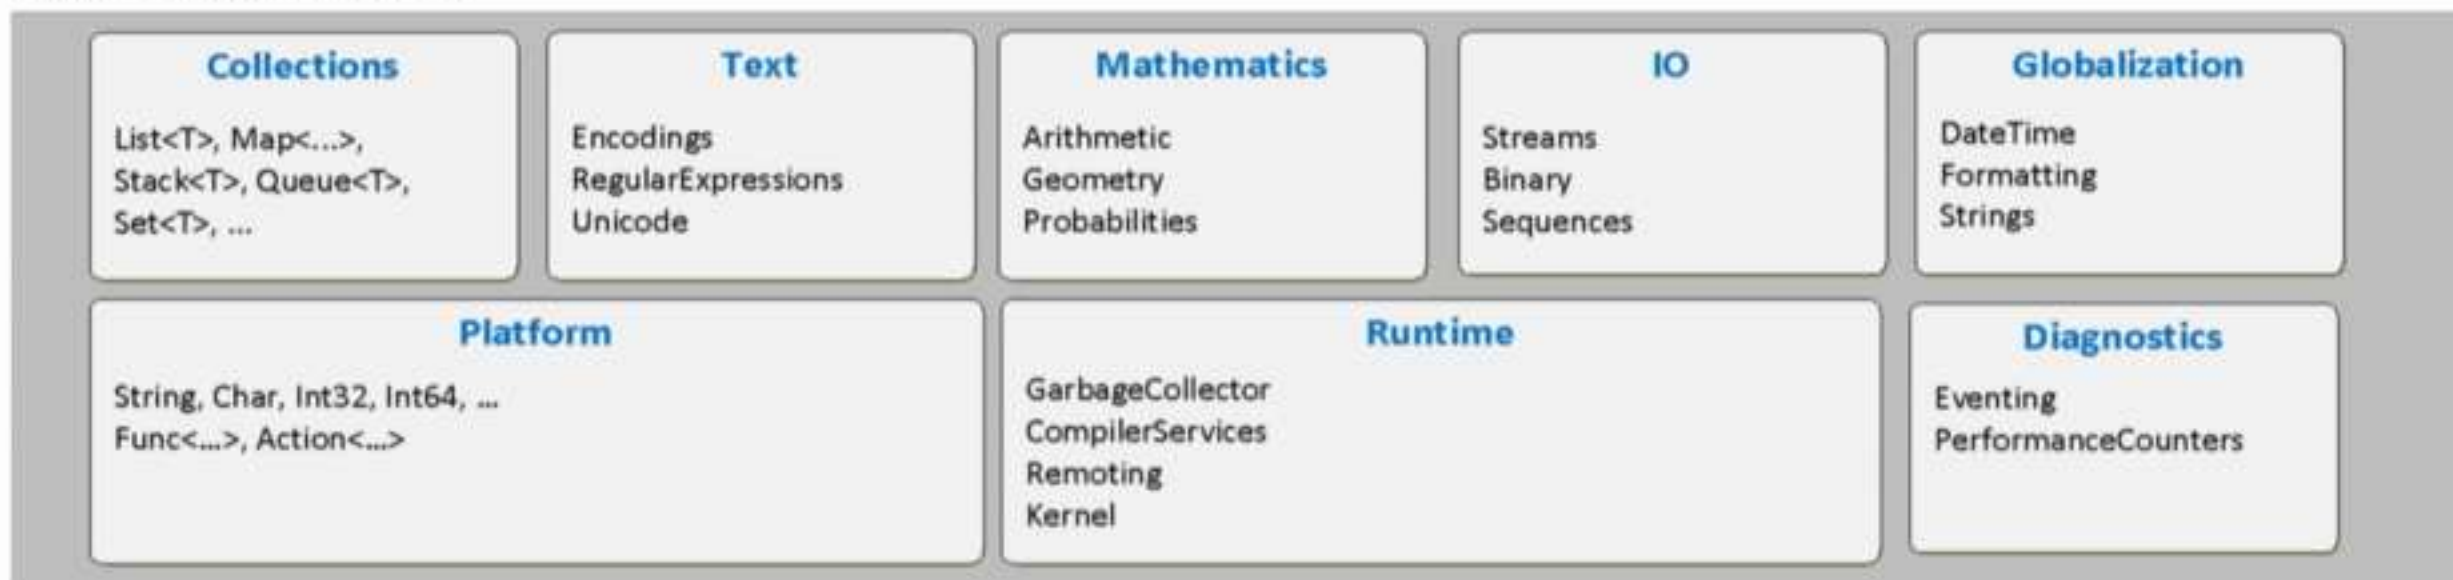 Collections
List<T>, Map<...>,
Stack<T>, Queue<T>,
Set<T>, ...
Text
Encodings
RegularExpressions
Unicode
Mathematics
Arithmetic
Geometry
Probabilities
IO
Streams
Binary
Sequences
Globalization
DateTime
Formatting
Strings
Platform
String, Char, Int32, Int64, ...
Func<...>, Action<...>
Runtime
GarbageCollector
CompilerServices
Remoting
Kernel
Diagnostics
Eventing
PerformanceCounters